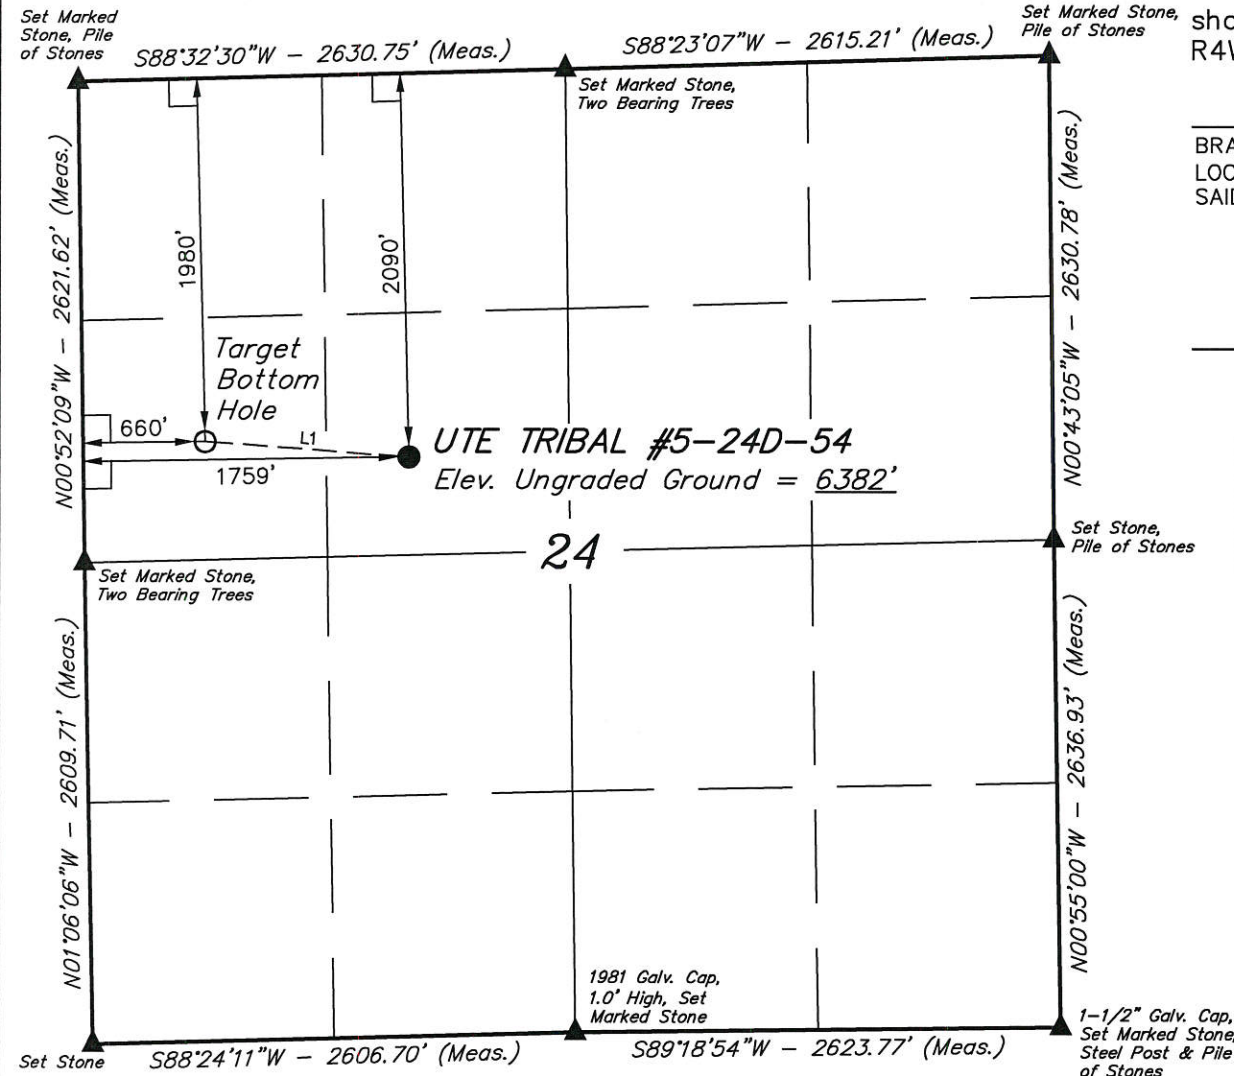 Set Marked
Stone, Pile
of Stones
S88°32'30"W - 2630.75' (Meas.)
S88°23'07"W - 2615.21' (Meas.)
Set Marked Stone,
Pile of Stones
Set Marked Stone,
Two Bearing Trees
N00°52'09"W - 2621.62' (Meas.)
1980'
2090'
N00°43'05"W - 2630.78' (Meas.)
Target
Bottom
Hole
660'
L1
1759'
UTE TRIBAL #5-24D-54
Elev. Ungraded Ground = 6382'
24
Set Stone,
Pile of Stones
Set Marked Stone,
Two Bearing Trees
N01°06'06"W - 2609.71' (Meas.)
N00°55'00"W - 2636.93' (Meas.)
1981 Galv. Cap,
1.0' High, Set
Marked Stone
Set Stone
S88°24'11"W - 2606.70' (Meas.)
S89°18'54"W - 2623.77' (Meas.)
1-1/2" Galv. Cap,
Set Marked Stone,
Steel Post & Pile
of Stones
R4W